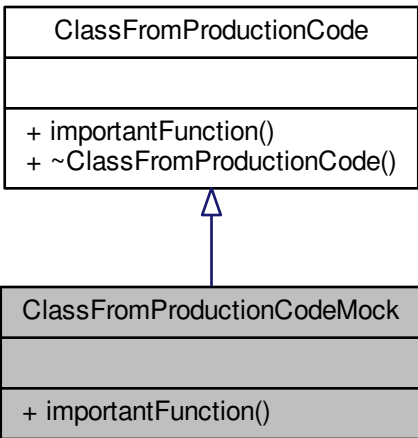 ClassFromProductionCode
+ importantFunction()
+ ~ClassFromProductionCode()
ClassFromProductionCodeMock
+ importantFunction()